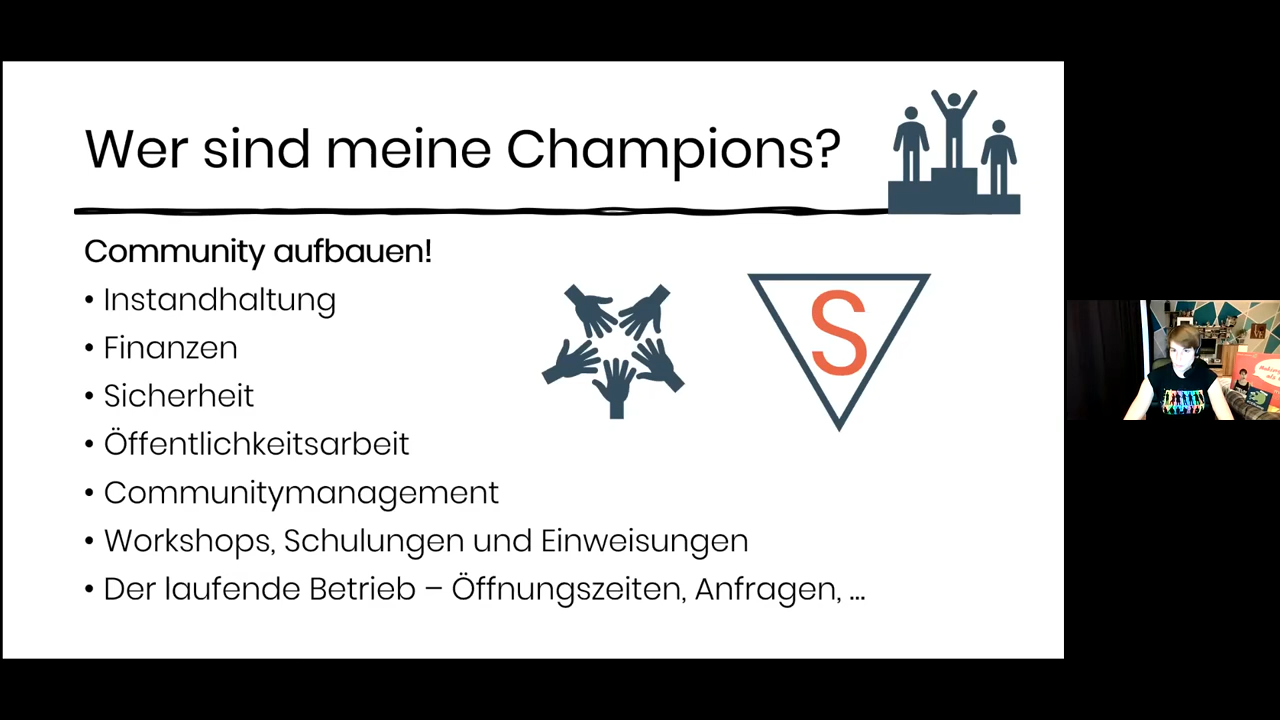 Wer sind meine Champions?
Community aufbauen!
• Instandhaltung
• Finanzen
• Sicherheit
• Öffentlichkeitsarbeit
• Communitymanagement
• Workshops, Schulungen und Einweisungen
• Der laufende Betrieb – Öffnungszeiten, Anfragen, ...
S